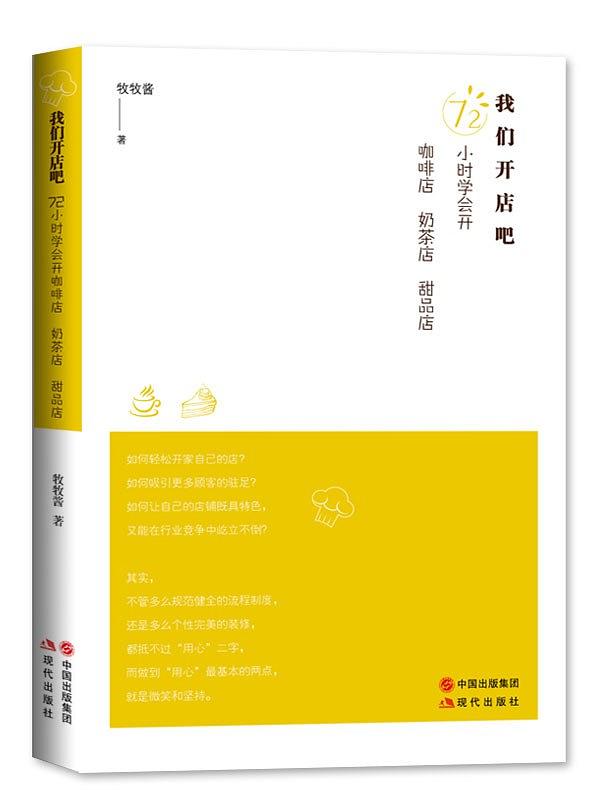 我们开店吧
72小时学会开咖啡店 奶茶店 甜品店
牧牧酱 著
中国出版集团
现代出版社
牧牧酱
著
我们开店吧
72
小时学会开
咖啡店 奶茶店 甜品店
如何轻松开家自己的店?
如何吸引更多顾客的驻足?
如何让自己的店铺既具特色，
又能在行业竞争中屹立不倒?
其实，
不管多么规范健全的流程制度，
还是多么个性完美的装修，
都抵不过“用心”二字，
而做到“用心”最基本的两点，
就是微笑和坚持。
中国出版集团
现代出版社